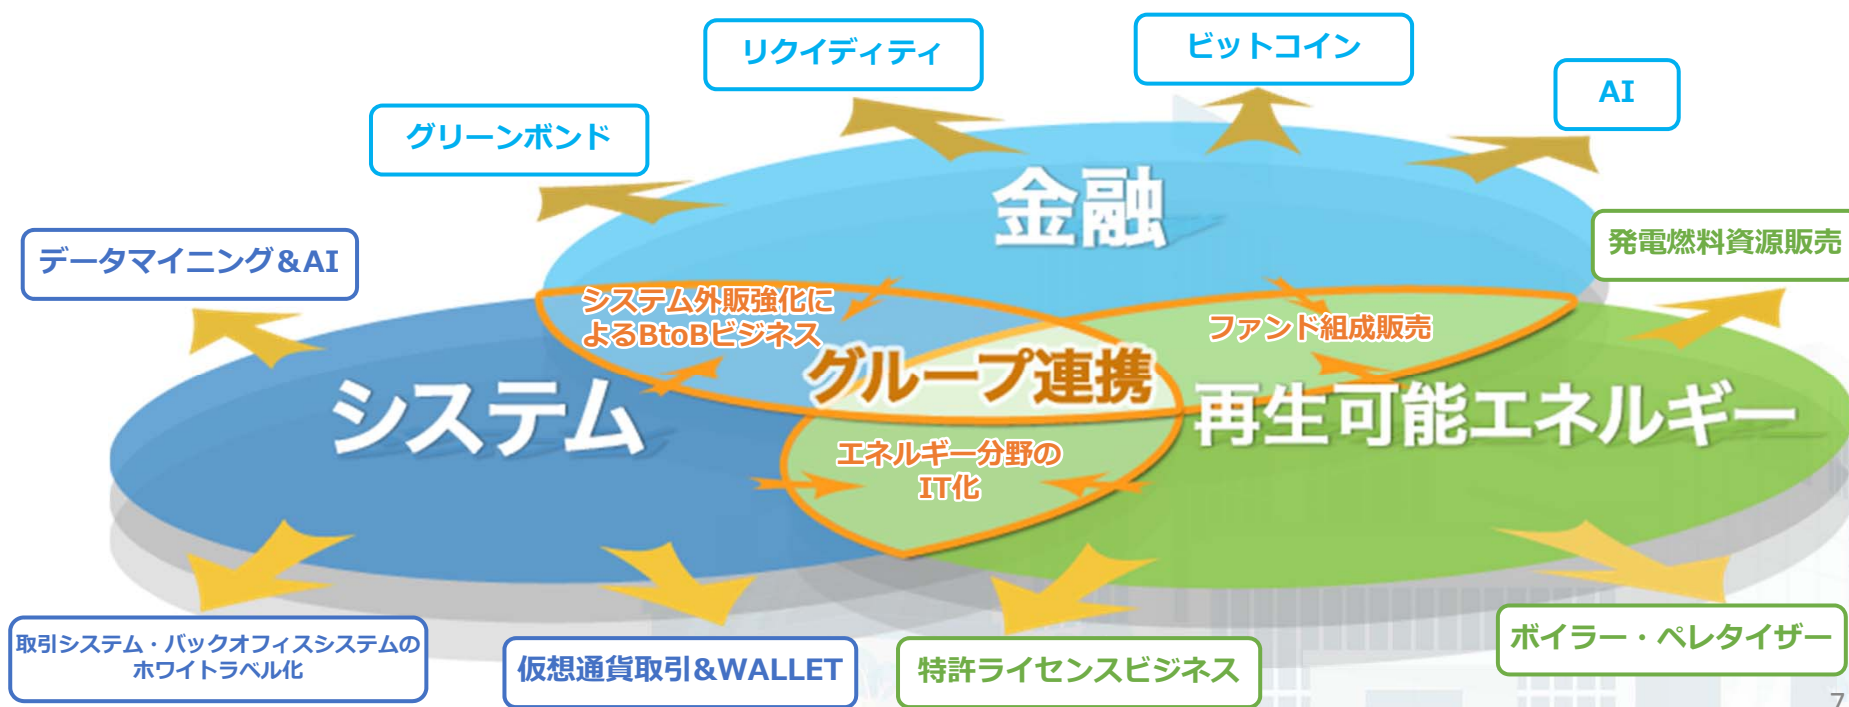 リクイディティ
ビットコイン
AI
グリーンボンド
金融
発電燃料資源販売
データマイニング&AI
システム外販強化に
よるBtoBビジネス
ファンド組成販売
グループ連携
システム
再生可能エネルギー
エネルギー分野の
IT化
取引システム・バックオフィスシステムの
ホワイトラベル化
仮想通貨取引&WALLET
特許ライセンスビジネス
ボイラー・ペレタイザー
7